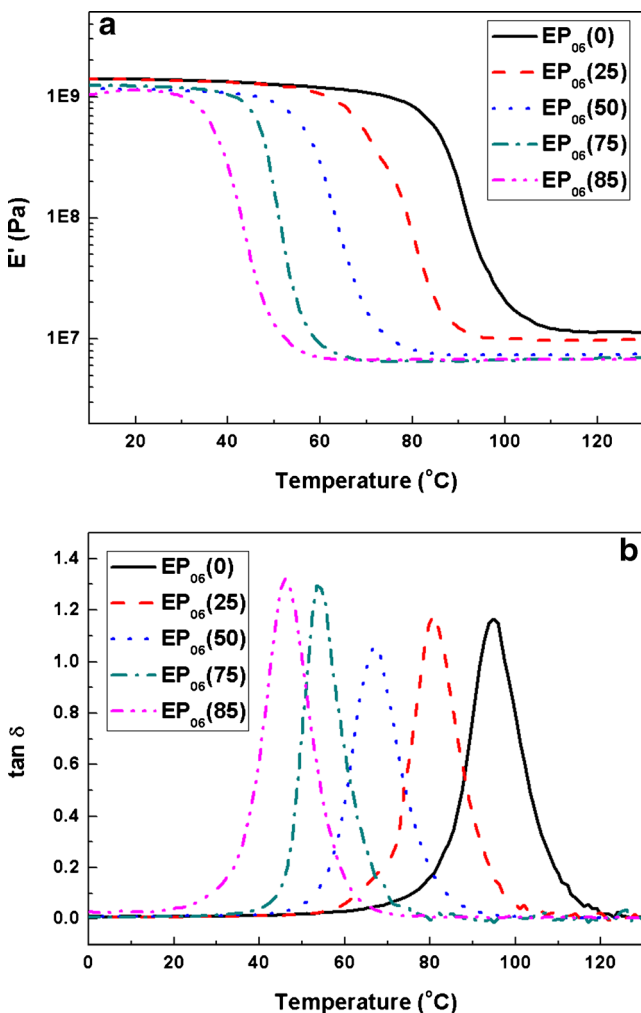 a
EP₀₆(0)
EP₀₆(25)
EP₀₆(50)
EP₀₆(75)
EP₀₆(85)
1E9
1E8
1E7
E' (Pa)
20 40 60 80 100 120
Temperature (°C)
b
EP₀₆(0)
EP₀₆(25)
EP₀₆(50)
EP₀₆(75)
EP₀₆(85)
1.4
1.2
1.0
0.8
0.6
0.4
0.2
0.0
tan δ
0 20 40 60 80 100 120
Temperature (°C)